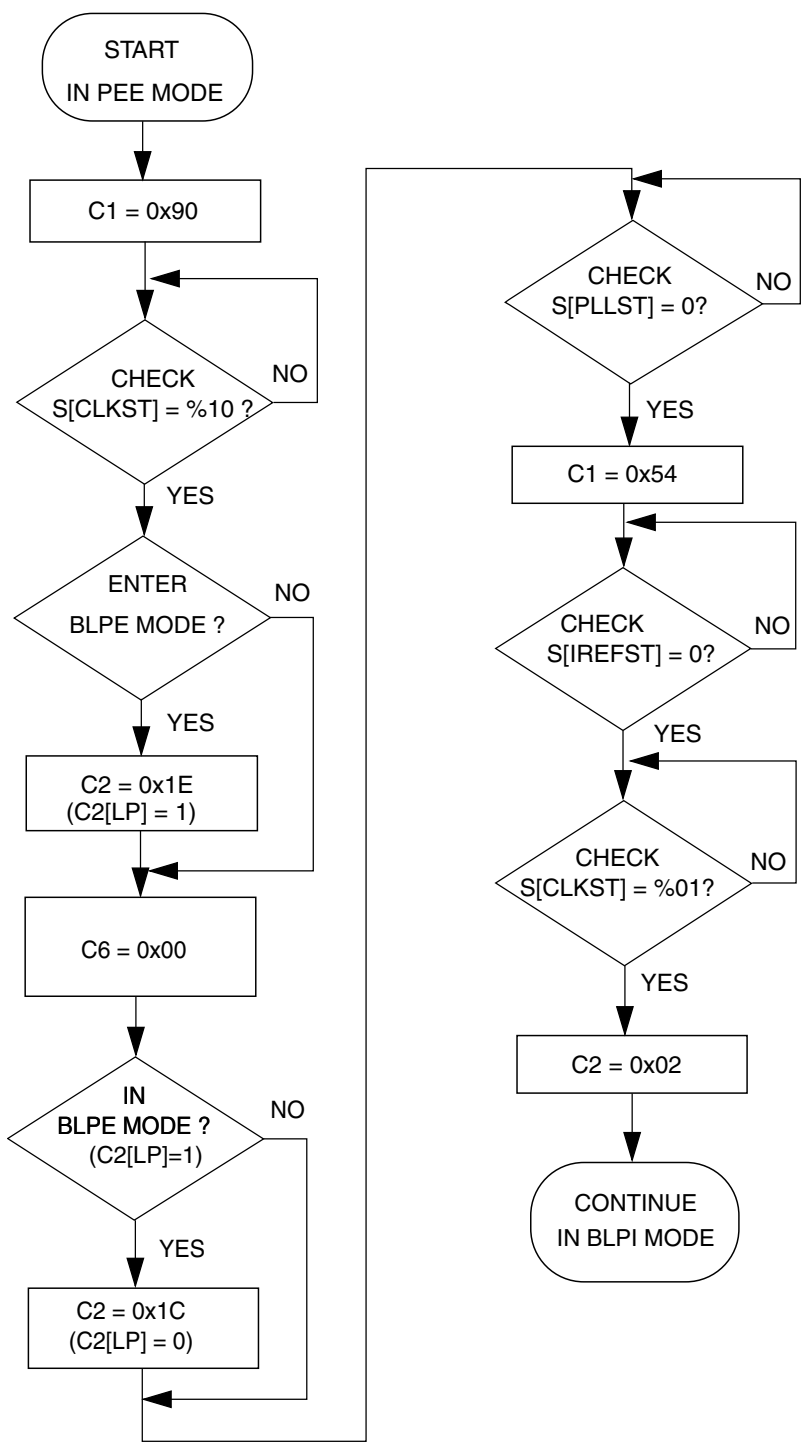 START
IN PEE MODE
C1 = 0x90
CHECK
S[CLKST] = %10 ?
NO
YES
ENTER
BLPE MODE ?
NO
YES
C2 = 0x1E
(C2[LP] = 1)
C6 = 0x00
IN
BLPE MODE ?
(C2[LP]=1)
NO
YES
C2 = 0x1C
(C2[LP] = 0)
CHECK
S[PLLST] = 0?
NO
YES
C1 = 0x54
CHECK
S[IREFST] = 0?
NO
YES
CHECK
S[CLKST] = %01?
NO
YES
C2 = 0x02
CONTINUE
IN BLPI MODE